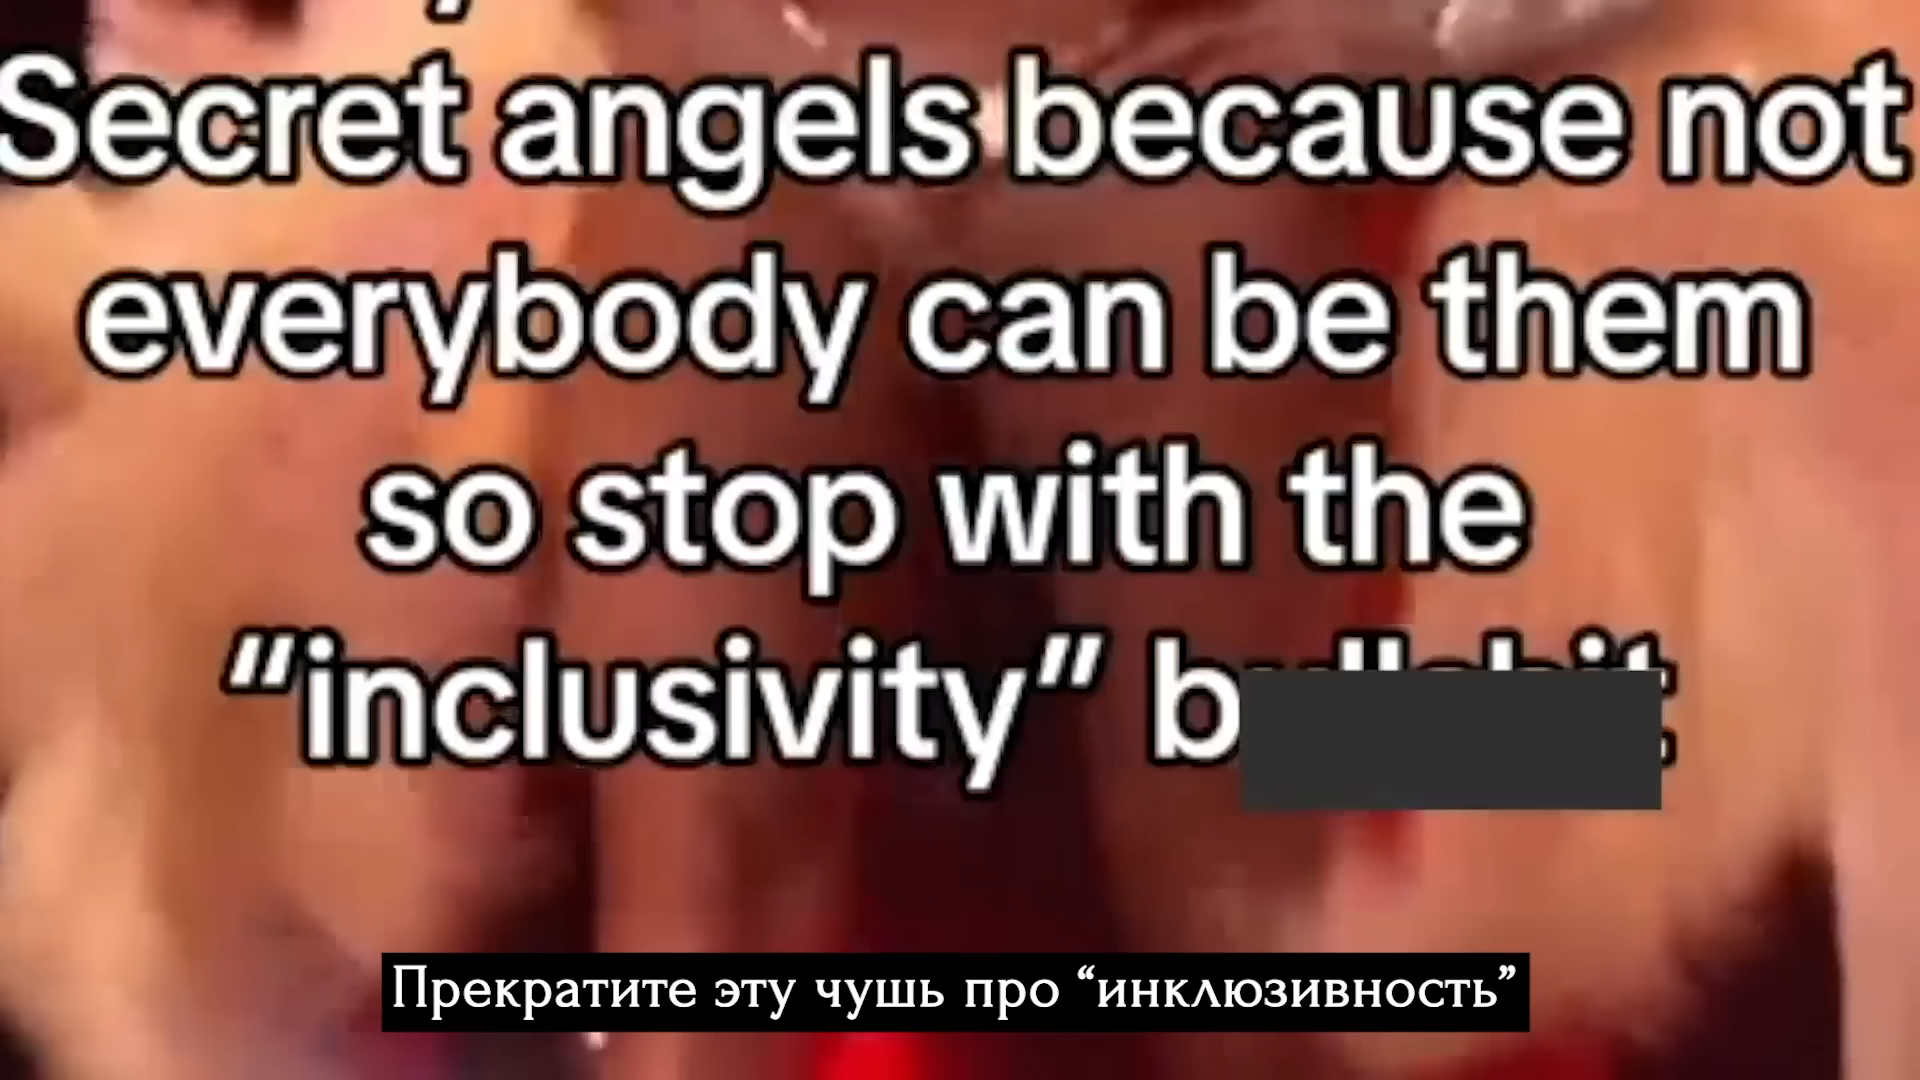 Secret angels because not
everybody can be them
so stop with the
“inclusivity”
Прекратите эту чушь про “инклюзивность”